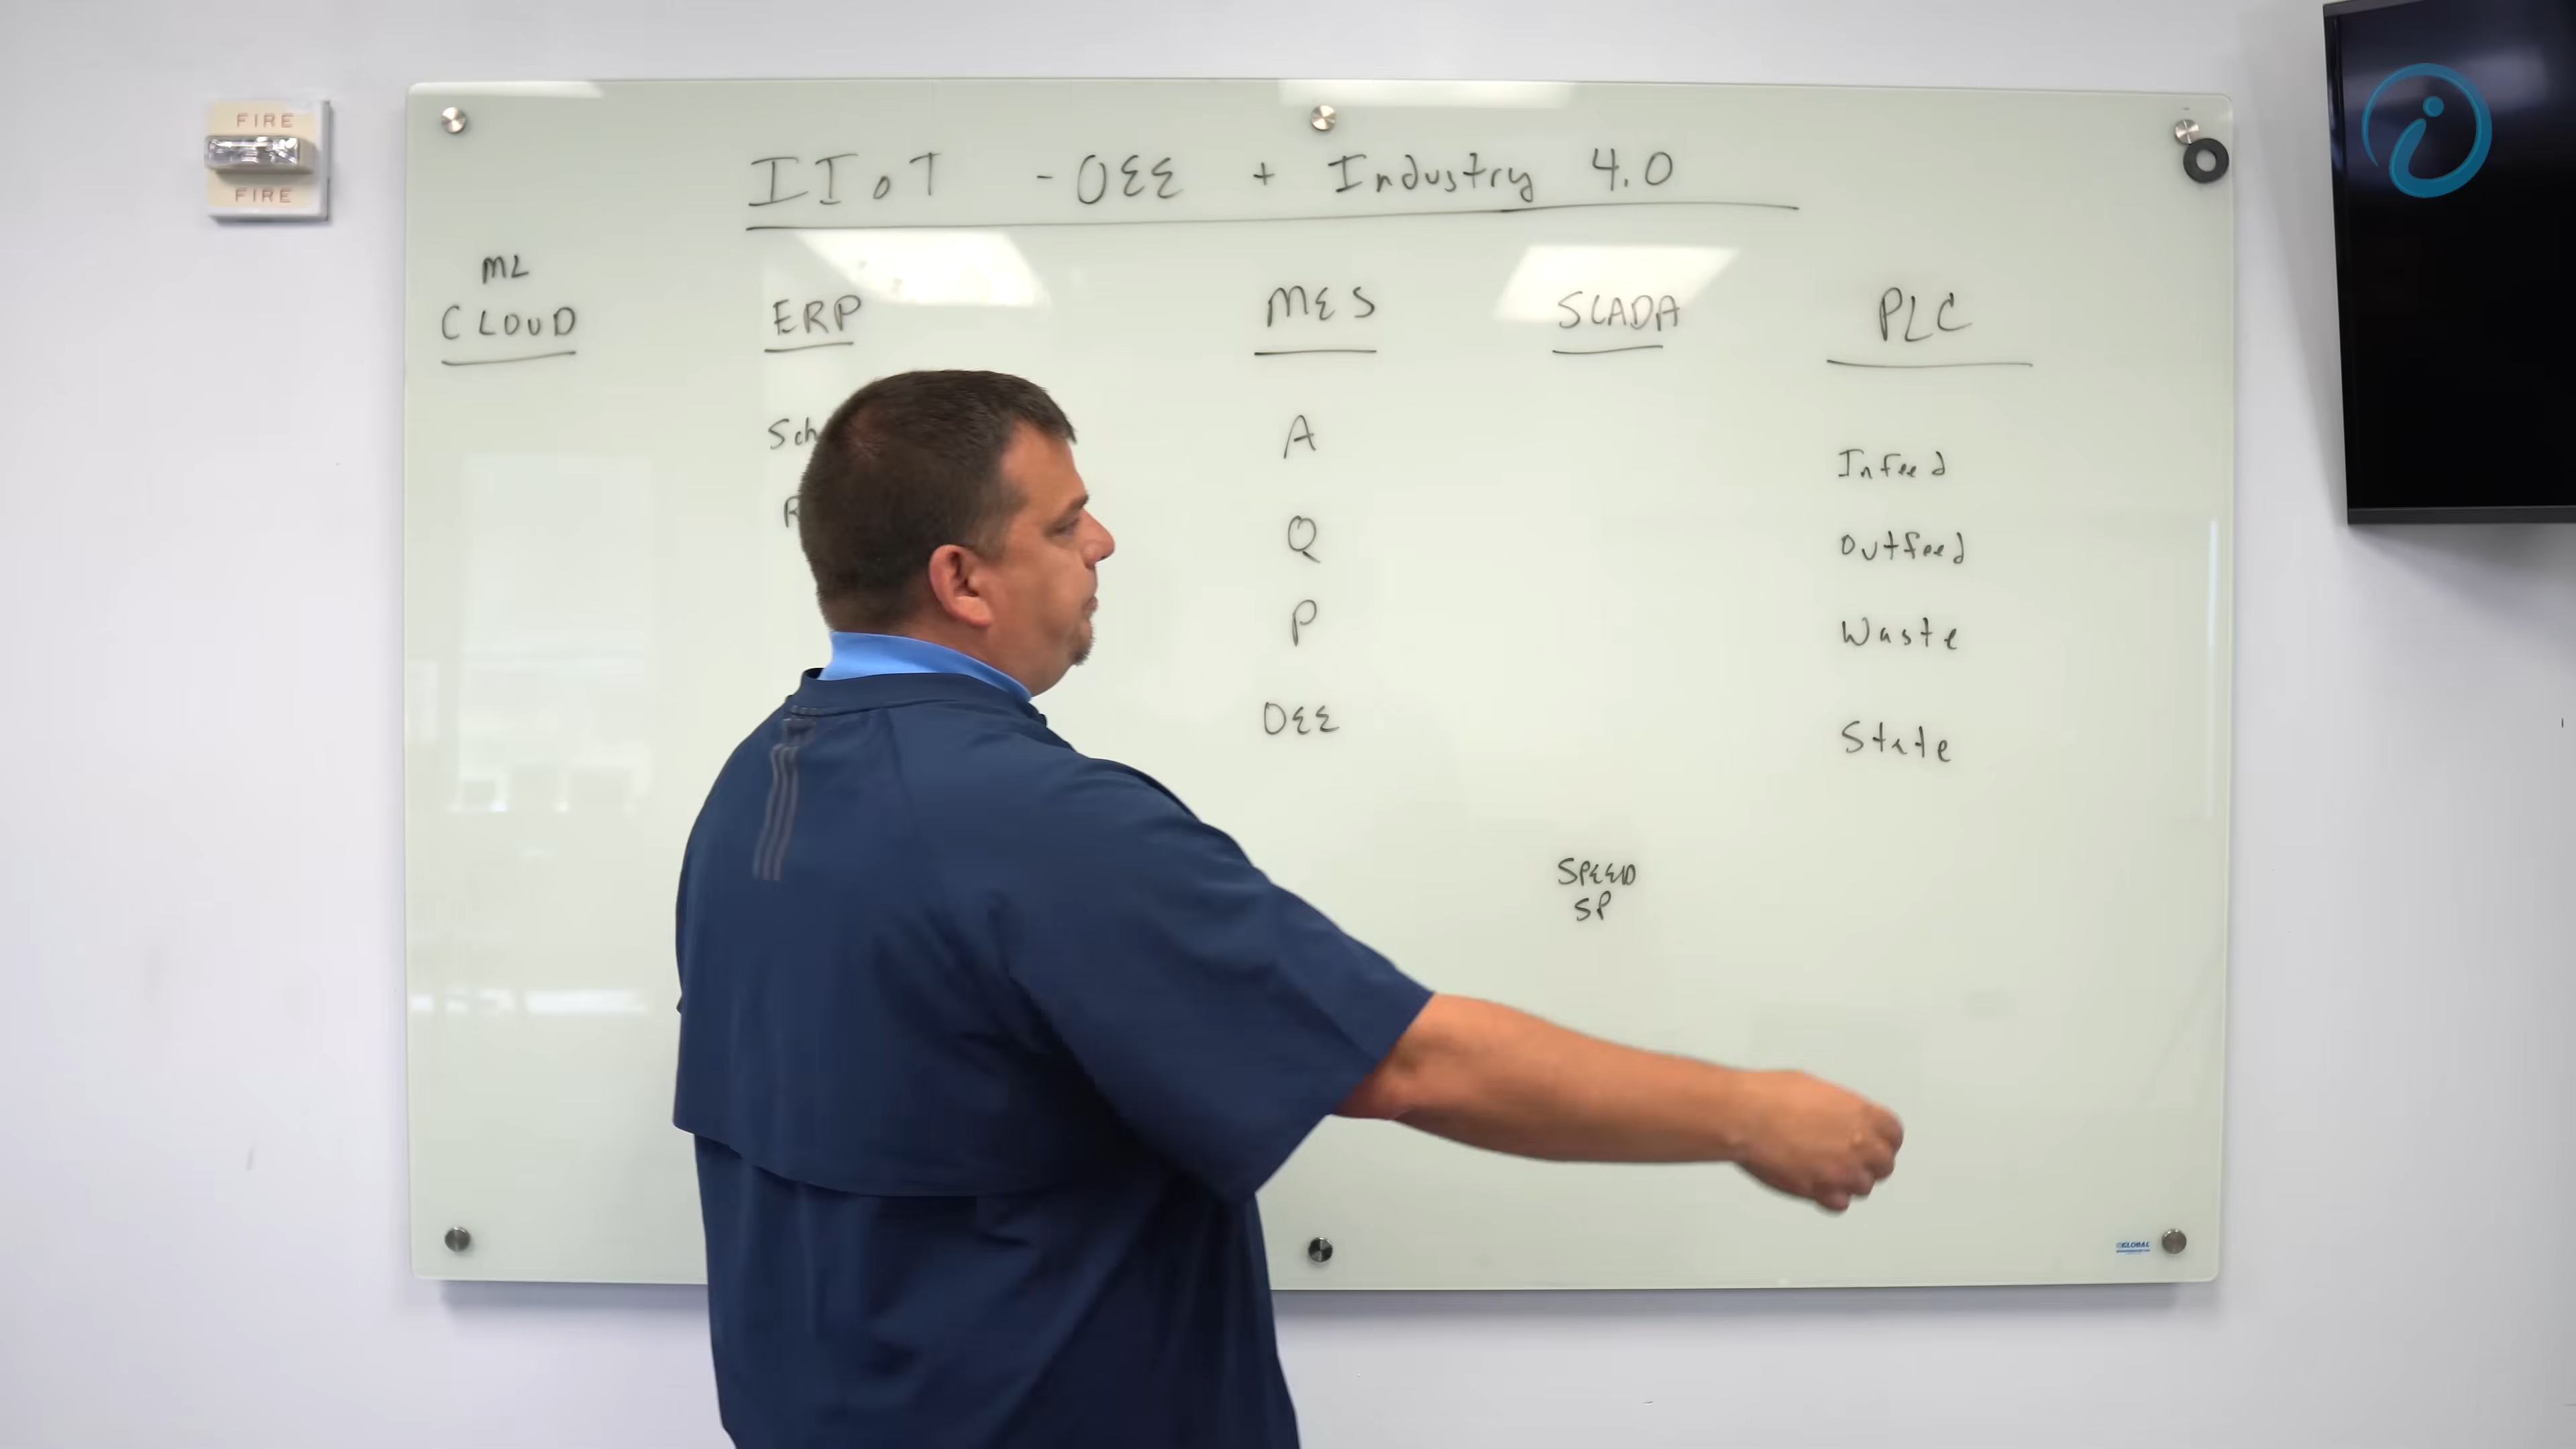 FIRE
FIRE
IIoT - OEE + Industry 4.0
ML
CLOUD
ERP
MES
A
Q
P
OEE
SCADA
SPEED
SP
PLC
Infeed
Outfeed
Waste
State
GLOBAL